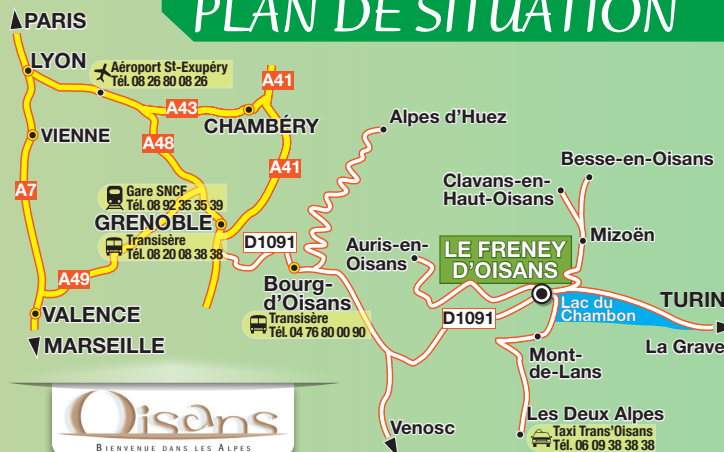 PLAN DE SITUATION
PARIS
LYON
Aéroport St-Exupéry
Tél. 08 26 80 08 26
A41
A43
CHAMBÉRY
VIENNE
A48
A41
A7
Gare SNCF
Tél. 08 92 35 35 39
GRENOBLE
Transisère
Tél. 08 20 08 38 38
A49
VALENCE
MARSEILLE
D1091
Bourg-
d'Oisans
Transisère
Tél. 04 76 80 00 90
Alpes d'Huez
Auris-en-
Oisans
Besse-en-Oisans
Clavans-en-
Haut-Oisans
Mizoën
LE FRENEY
D'OISANS
Lac du
Chambon
TURIN
La Grave
D1091
Mont-
de-Lans
Les Deux Alpes
Taxi Trans'Oisans
Tél. 06 09 38 38 38
Venosc
Oisans
BIENVENUE DANS LES ALPES